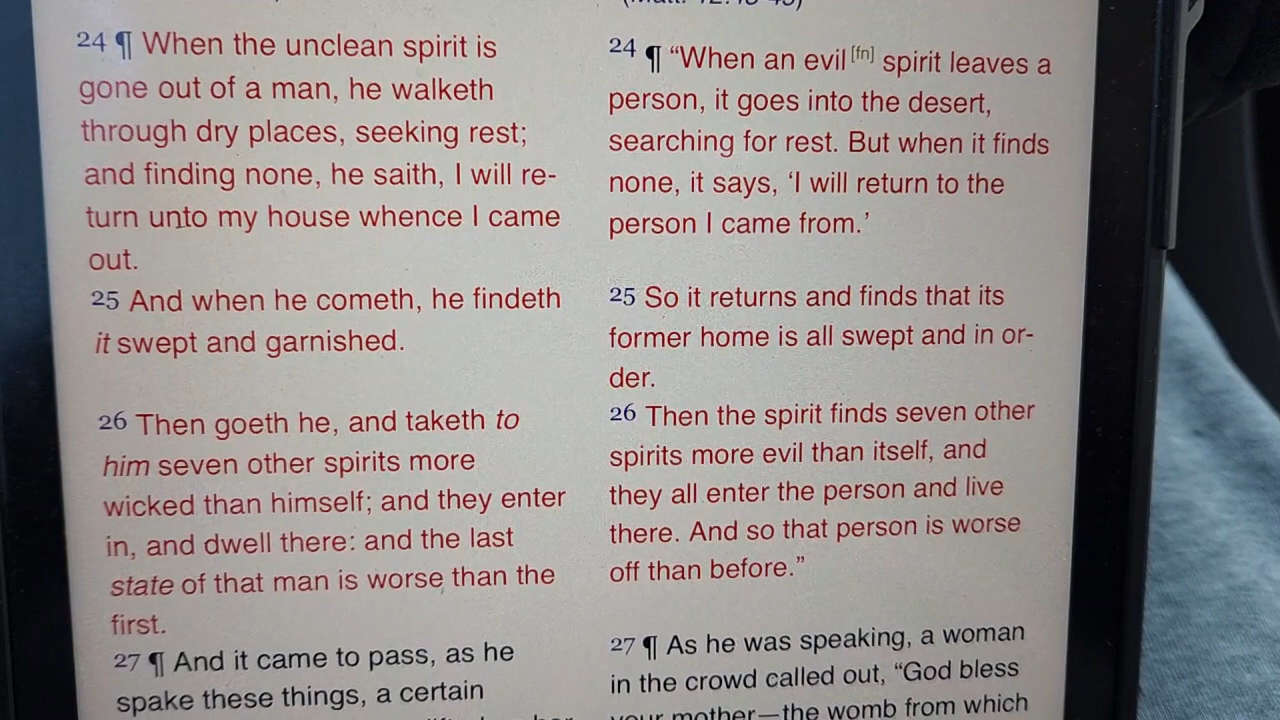 24 ¶ When the unclean spirit is
gone out of a man, he walketh
through dry places, seeking rest;
and finding none, he saith, I will re-
turn unto my house whence I came
out.
25 And when he cometh, he findeth
it swept and garnished.
26 Then goeth he, and taketh to
him seven other spirits more
wicked than himself; and they enter
in, and dwell there: and the last
state of that man is worse than the
first.
27 ¶ And it came to pass, as he
spake these things, a certain
24 ¶ “When an evil [fn] spirit leaves a
person, it goes into the desert,
searching for rest. But when it finds
none, it says, ‘I will return to the
person I came from.’
25 So it returns and finds that its
former home is all swept and in or-
der.
26 Then the spirit finds seven other
spirits more evil than itself, and
they all enter the person and live
there. And so that person is worse
off than before.”
27 ¶ As he was speaking, a woman
in the crowd called out, “God bless
your mother—the womb from which